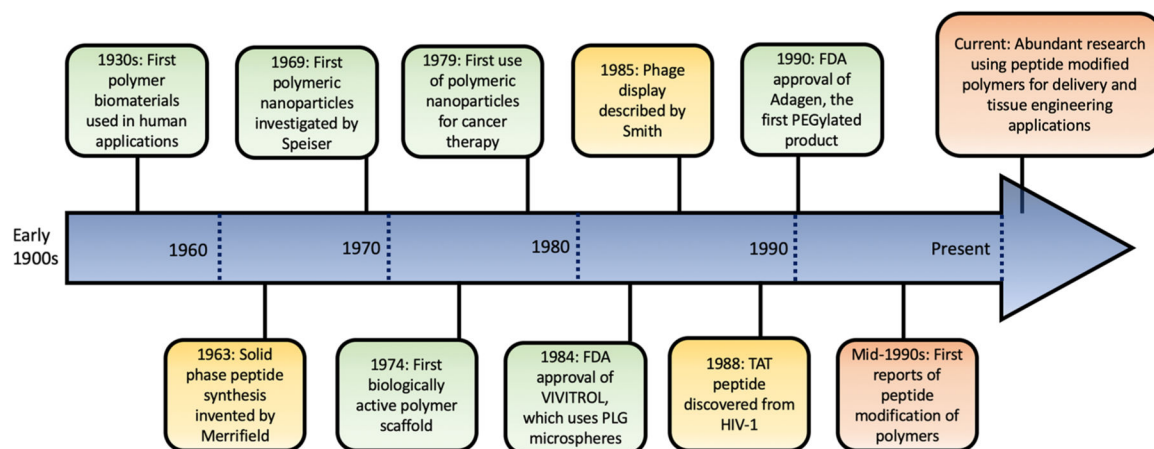 1930s: First
polymer
biomaterials
used in human
applications
1969: First
polymeric
nanoparticles
investigated by
Speiser
1979: First use
of polymeric
nanoparticles
for cancer
therapy
1985: Phage
display
described by
Smith
1990: FDA
approval of
Adagen, the
first PEGylated
product
Current: Abundant research
using peptide modified
polymers for delivery and
tissue engineering
applications
Early
1900s
1960
1970
1980
1990
Present
1963: Solid
phase peptide
synthesis
invented by
Merrifield
1974: First
biologically
active polymer
scaffold
1984: FDA
approval of
VIVITROL,
which uses PLG
microspheres
1988: TAT
peptide
discovered from
HIV-1
Mid-1990s: First
reports of
peptide
modification of
polymers